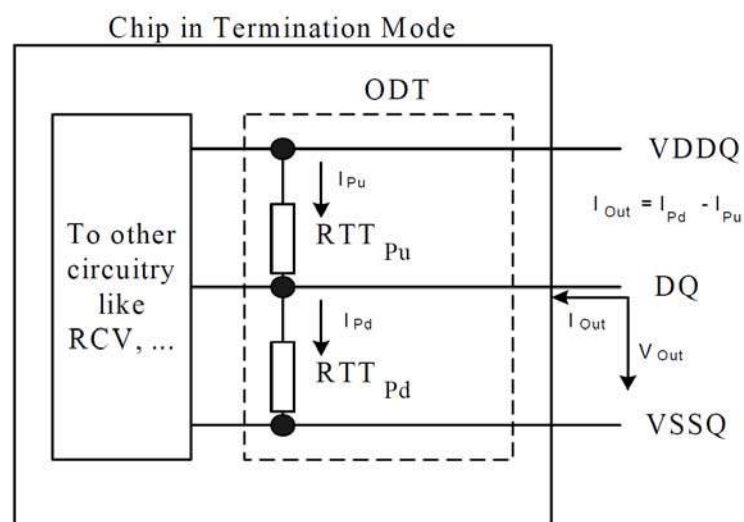 Chip in Termination Mode
ODT
VDDQ
I Pu
I Out = I Pd - I Pu
To other
circuitry
like
RCV, ...
RTT Pu
DQ
I Out
I Pd
V Out
RTT Pd
VSSQ